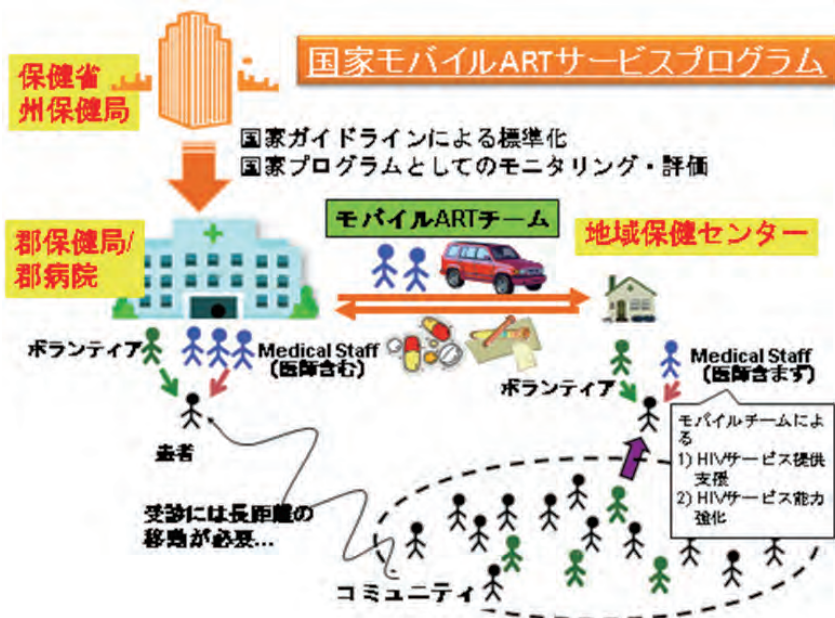 国家モバイルARTサービスプログラム
保健省
州保健局
国家ガイドラインによる標準化
国家プログラムとしてのモニタリング・評価
モバイルARTチーム
郡保健局/
郡病院
地域保健センター
ボランティア
Medical Staff
(医師含む)
患者
ボランティア
Medical Staff
(医師含まず)
モバイルチームによ
る
1) HIVサービス提供
支援
2) HIVサービス能力
強化
受診には長距離の
移動が必要...
コミュニティ